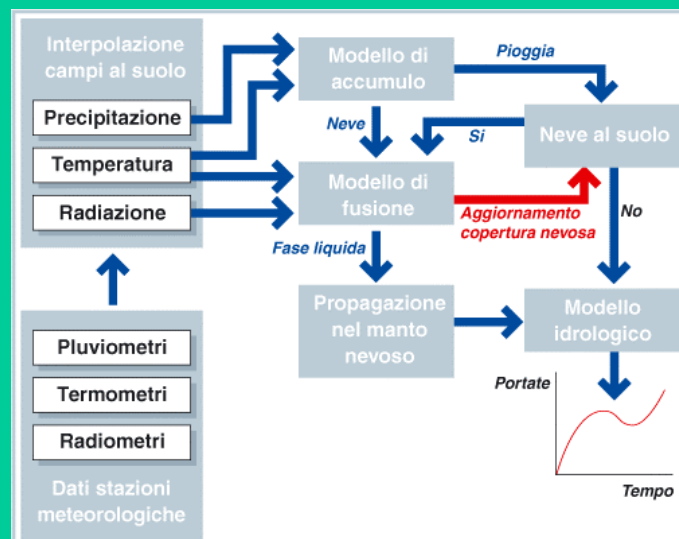 Interpolazione
campi al suolo
Precipitazione
Temperatura
Radiazione
Pluviometri
Termometri
Radiometri
Dati stazioni
meteorologiche
Modello di
accumulo
Pioggia
Neve
Si
Neve al suolo
Modello di
fusione
Aggiornamento
copertura nevosa
No
Fase liquida
Propagazione
nel manto
nevoso
Modello
idrologico
Portate
Tempo